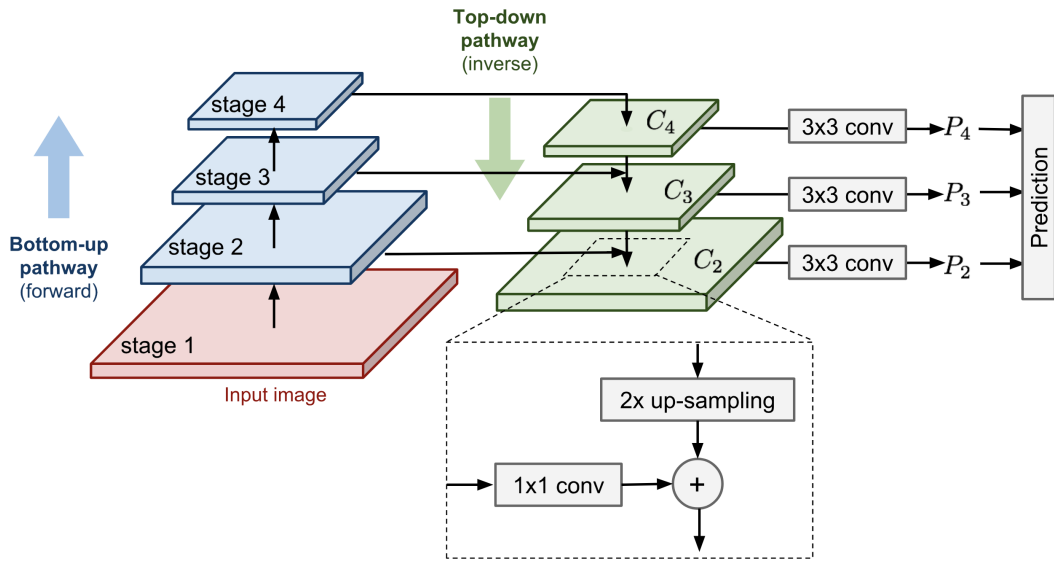 Top-down
pathway
(inverse)
stage 4
C4
3x3 conv
P4
stage 3
C3
3x3 conv
P3
Prediction
Bottom-up
pathway
(forward)
stage 2
C2
3x3 conv
P2
stage 1
Input image
2x up-sampling
1x1 conv
+